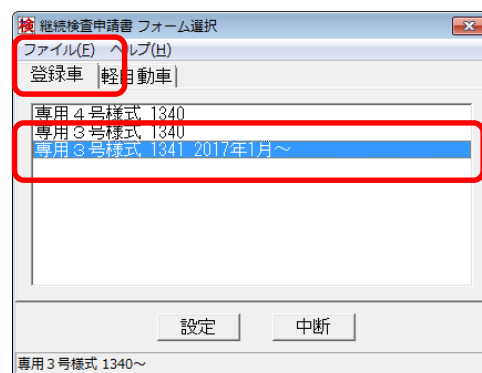 検 継続検査申請書 フォーム選択
ファイル(F) ヘルプ(H)
登録車 軽自動車
専用４号様式 1340
専用３号様式 1340
専用３号様式 1341 2017年1月～
設定 中断
専用３号様式 1340～